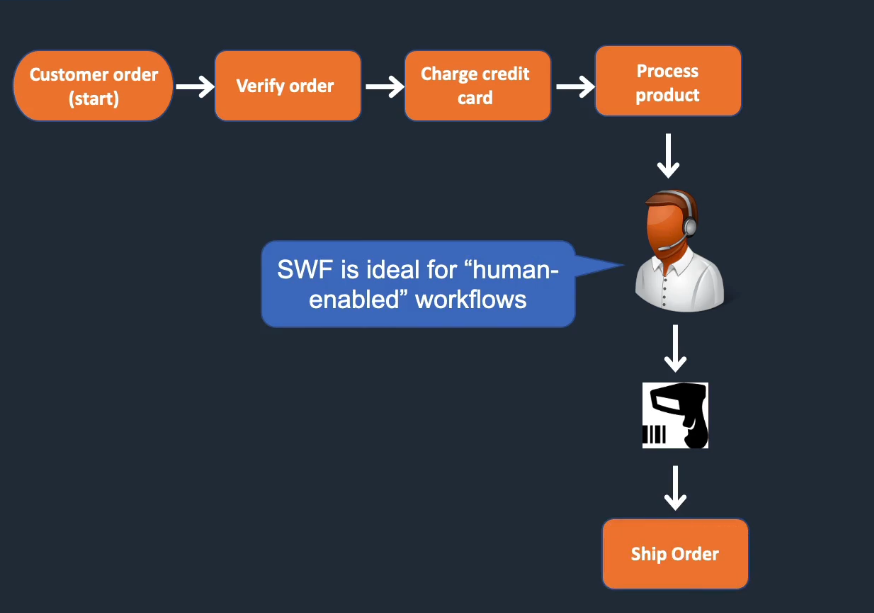 Customer order
(start)
Verify order
Charge credit
card
Process
product
SWF is ideal for “human-
enabled” workflows
Ship Order